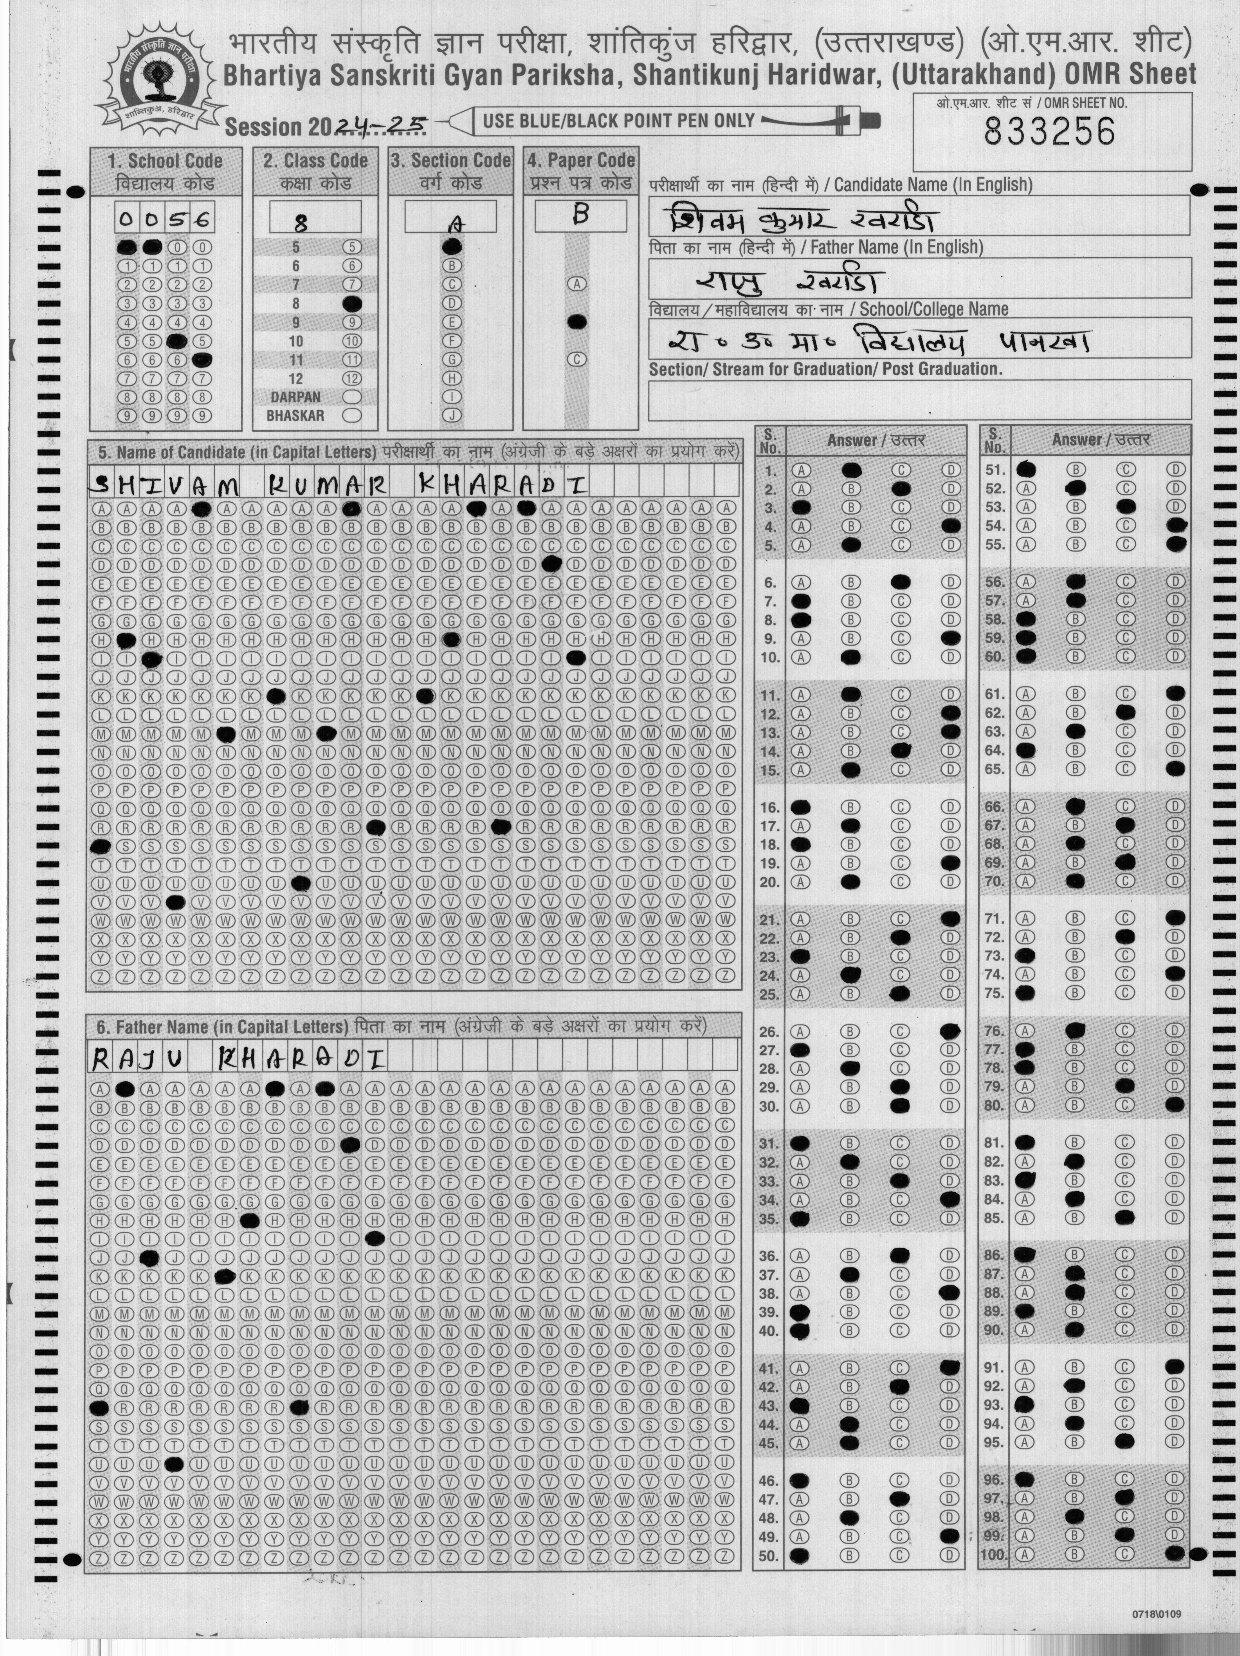 भारतीय संस्कृति ज्ञान परीक्षा, शांतिकुंज हरिद्वार, (उत्तराखण्ड) (ओ.एम.आर. शीट)
Bhartiya Sanskriti Gyan Pariksha, Shantikunj Haridwar, (Uttarakhand) OMR Sheet
Session 2024-25
USE BLUE/BLACK POINT PEN ONLY
ओ.एम.आर. शीट सं / OMR SHEET NO.
833256
1. School Code
विद्यालय कोड
0056
2. Class Code
कक्षा कोड
8
5
6
7
8
9
10
11
12
DARPAN
BHASKAR
3. Section Code
वर्ग कोड
A
4. Paper Code
प्रश्न पत्र कोड
B
परीक्षार्थी का नाम (हिन्दी में) / Candidate Name (In English)
शिवम कुमार खराडी
पिता का नाम (हिन्दी में) / Father Name (In English)
राजु खराडी
विद्यालय/महाविद्यालय का नाम / School/College Name
रा० उ० मा० विद्यालय पानरवा
Section/ Stream for Graduation/ Post Graduation.
5. Name of Candidate (in Capital Letters) परीक्षार्थी का नाम (अंग्रेजी के बड़े अक्षरों का प्रयोग करें)
SHIVAM KUMAR KHARADI
6. Father Name (in Capital Letters) पिता का नाम (अंग्रेजी के बड़े अक्षरों का प्रयोग करें)
RAJU KHARADI
S. No. Answer / उत्तर
S. No. Answer / उत्तर
0718\0109